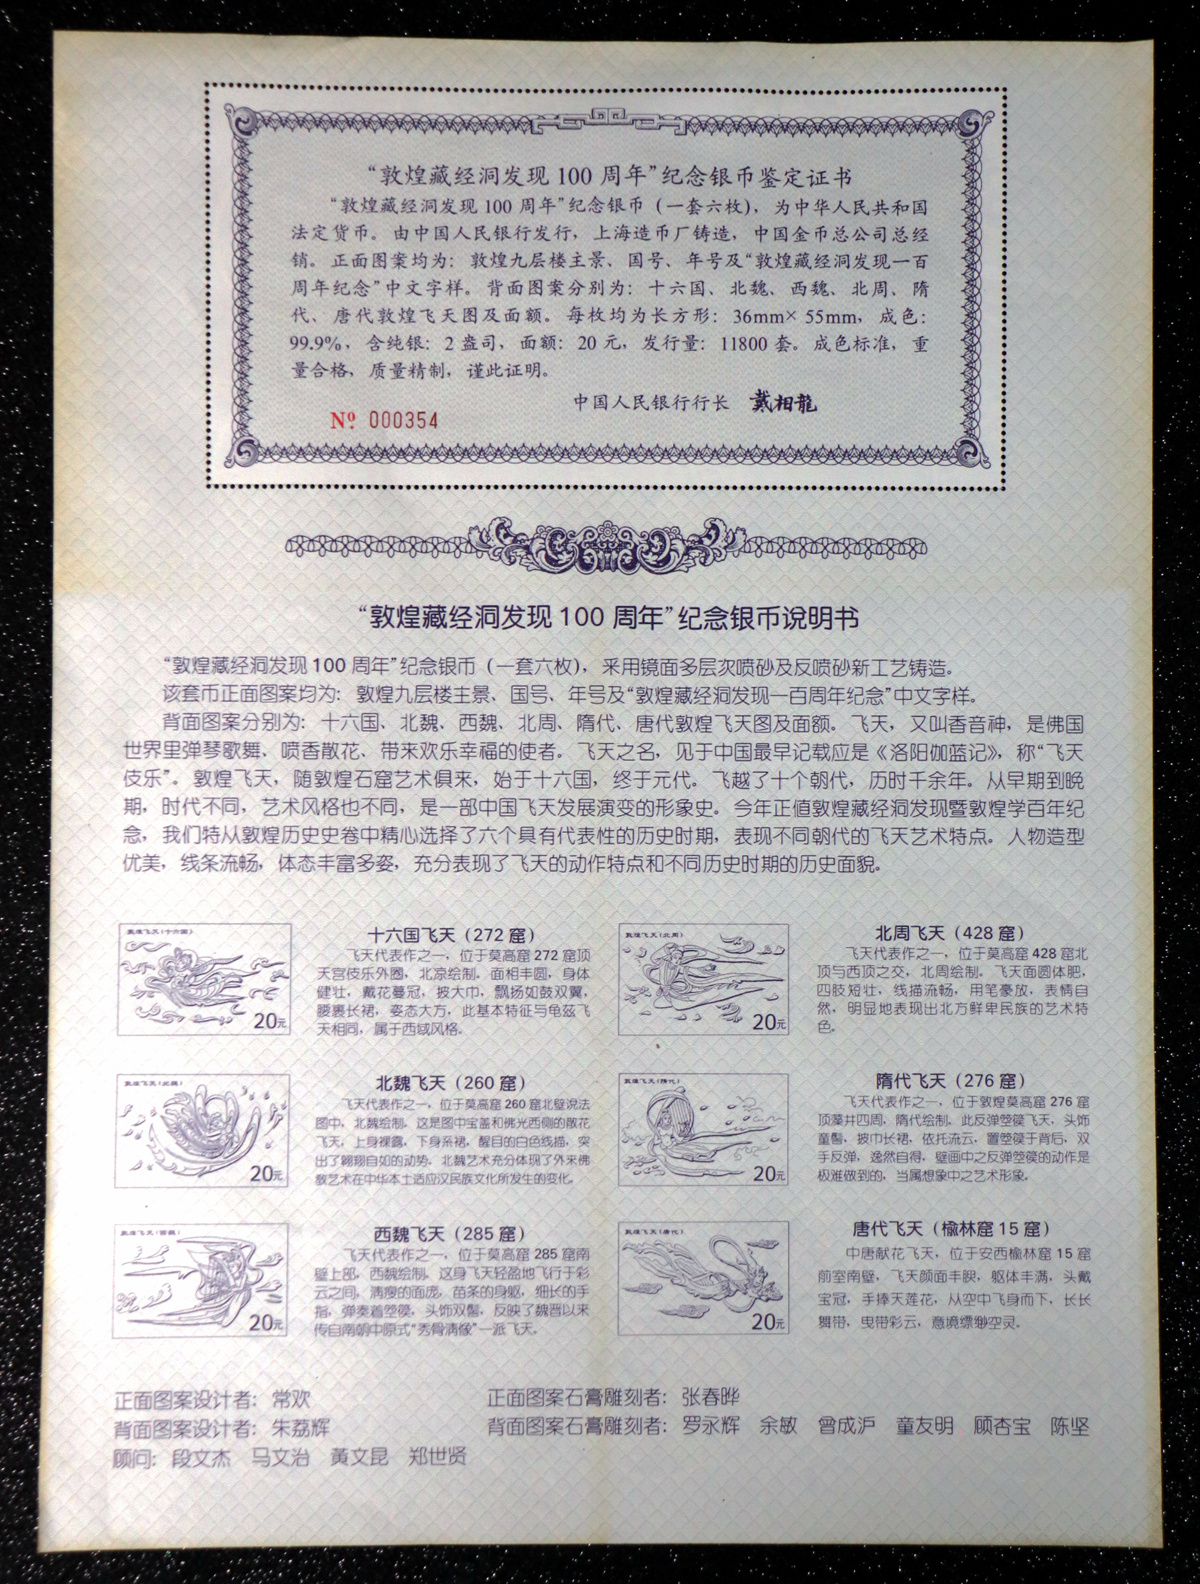 “敦煌藏经洞发现 100 周年”纪念银币鉴定证书
“敦煌藏经洞发现 100 周年”纪念银币（一套六枚），为中华人民共和国
法定货币。由中国人民银行发行，上海造币厂铸造，中国金币总公司总经
销。正面图案均为：敦煌九层楼主景、国号、年号及“敦煌藏经洞发现一百
周年纪念”中文字样。背面图案分别为：十六国、北魏、西魏、北周、隋
代、唐代敦煌飞天图及面额。每枚均为长方形：36mm× 55mm，成色：
99.9%，含纯银：2 盎司，面额：20 元，发行量：11800 套。成色标准，重
量合格，质量精制，谨此证明。
中国人民银行行长 戴相龍
Nº 000354
“敦煌藏经洞发现 100 周年”纪念银币说明书
“敦煌藏经洞发现 100 周年”纪念银币（一套六枚），采用镜面多层次喷砂及反喷砂新工艺铸造。
该套币正面图案均为：敦煌九层楼主景、国号、年号及“敦煌藏经洞发现一百周年纪念”中文字样。
背面图案分别为：十六国、北魏、西魏、北周、隋代、唐代敦煌飞天图及面额。飞天，又叫香音神，是佛国
世界里弹琴歌舞、喷香散花、带来欢乐幸福的使者。飞天之名，见于中国最早记载应是《洛阳伽蓝记》，称“飞天
伎乐”。敦煌飞天，随敦煌石窟艺术俱来，始于十六国，终于元代。飞越了十个朝代，历时千余年。从早期到晚
期，时代不同，艺术风格也不同，是一部中国飞天发展演变的形象史。今年正值敦煌藏经洞发现暨敦煌学百年纪
念，我们特从敦煌历史史卷中精心选择了六个具有代表性的历史时期，表现不同朝代的飞天艺术特点。人物造型
优美，线条流畅，体态丰富多姿，充分表现了飞天的动作特点和不同历史时期的历史面貌。
敦煌飞天（十六国）
20元
十六国飞天（272 窟）
飞天代表作之一，位于莫高窟 272 窟顶
天宫伎乐外圈，北凉绘制。面相丰圆，身体
健壮，戴花蔓冠，披大巾，飘扬如鼓双翼，
腰裹长裙，姿态大方，此基本特征与龟兹飞
天相同，属于西域风格。
敦煌飞天（北周）
20元
北周飞天（428 窟）
飞天代表作之一，位于莫高窟 428 窟北
顶与西顶之交，北周绘制。飞天面圆体肥，
四肢短壮，线描流畅，用笔豪放，表情自
然，明显地表现出北方鲜卑民族的艺术特
色。
敦煌飞天（北魏）
20元
北魏飞天（260 窟）
飞天代表作之一，位于莫高窟 260 窟北壁说法
图中，北魏绘制，这是图中宝盖和佛光西侧的散花
飞天，上身裸露，下身系裙，醒目的白色线描，突
出了翱翔自如的动势，北魏艺术充分体现了外来佛
教艺术在中华本土适应汉民族文化所发生的变化。
敦煌飞天（隋代）
20元
隋代飞天（276 窟）
飞天代表作之一，位于敦煌莫高窟 276 窟
顶藻井四周，隋代绘制。此反弹箜篌飞天，头饰
童髻，披巾长裙，依托流云，置箜篌于背后，双
手反弹，逸然自得，壁画中之反弹箜篌的动作是
极难做到的，当属想象中之艺术形象。
敦煌飞天（西魏）
20元
西魏飞天（285 窟）
飞天代表作之一，位于莫高窟 285 窟南
壁上部，西魏绘制。这身飞天轻盈地飞行于彩
云之间，清瘦的面庞，苗条的身躯，细长的手
指，弹奏着箜篌，头饰双髻，反映了魏晋以来
传自南朝中原式“秀骨清像”一派飞天。
敦煌飞天（唐代）
20元
唐代飞天（榆林窟 15 窟）
中唐献花飞天，位于安西榆林窟 15 窟
前室南壁，飞天颜面丰腴，躯体丰满，头戴
宝冠，手捧天莲花，从空中飞身而下，长长
舞带，曳带彩云，意境缥缈空灵。
正面图案设计者：常欢 正面图案石膏雕刻者：张春晔
背面图案设计者：朱荔辉 背面图案石膏雕刻者：罗永辉 余敏 曾成沪 童友明 顾杏宝 陈坚
顾问：段文杰 马文治 黄文昆 郑世贤